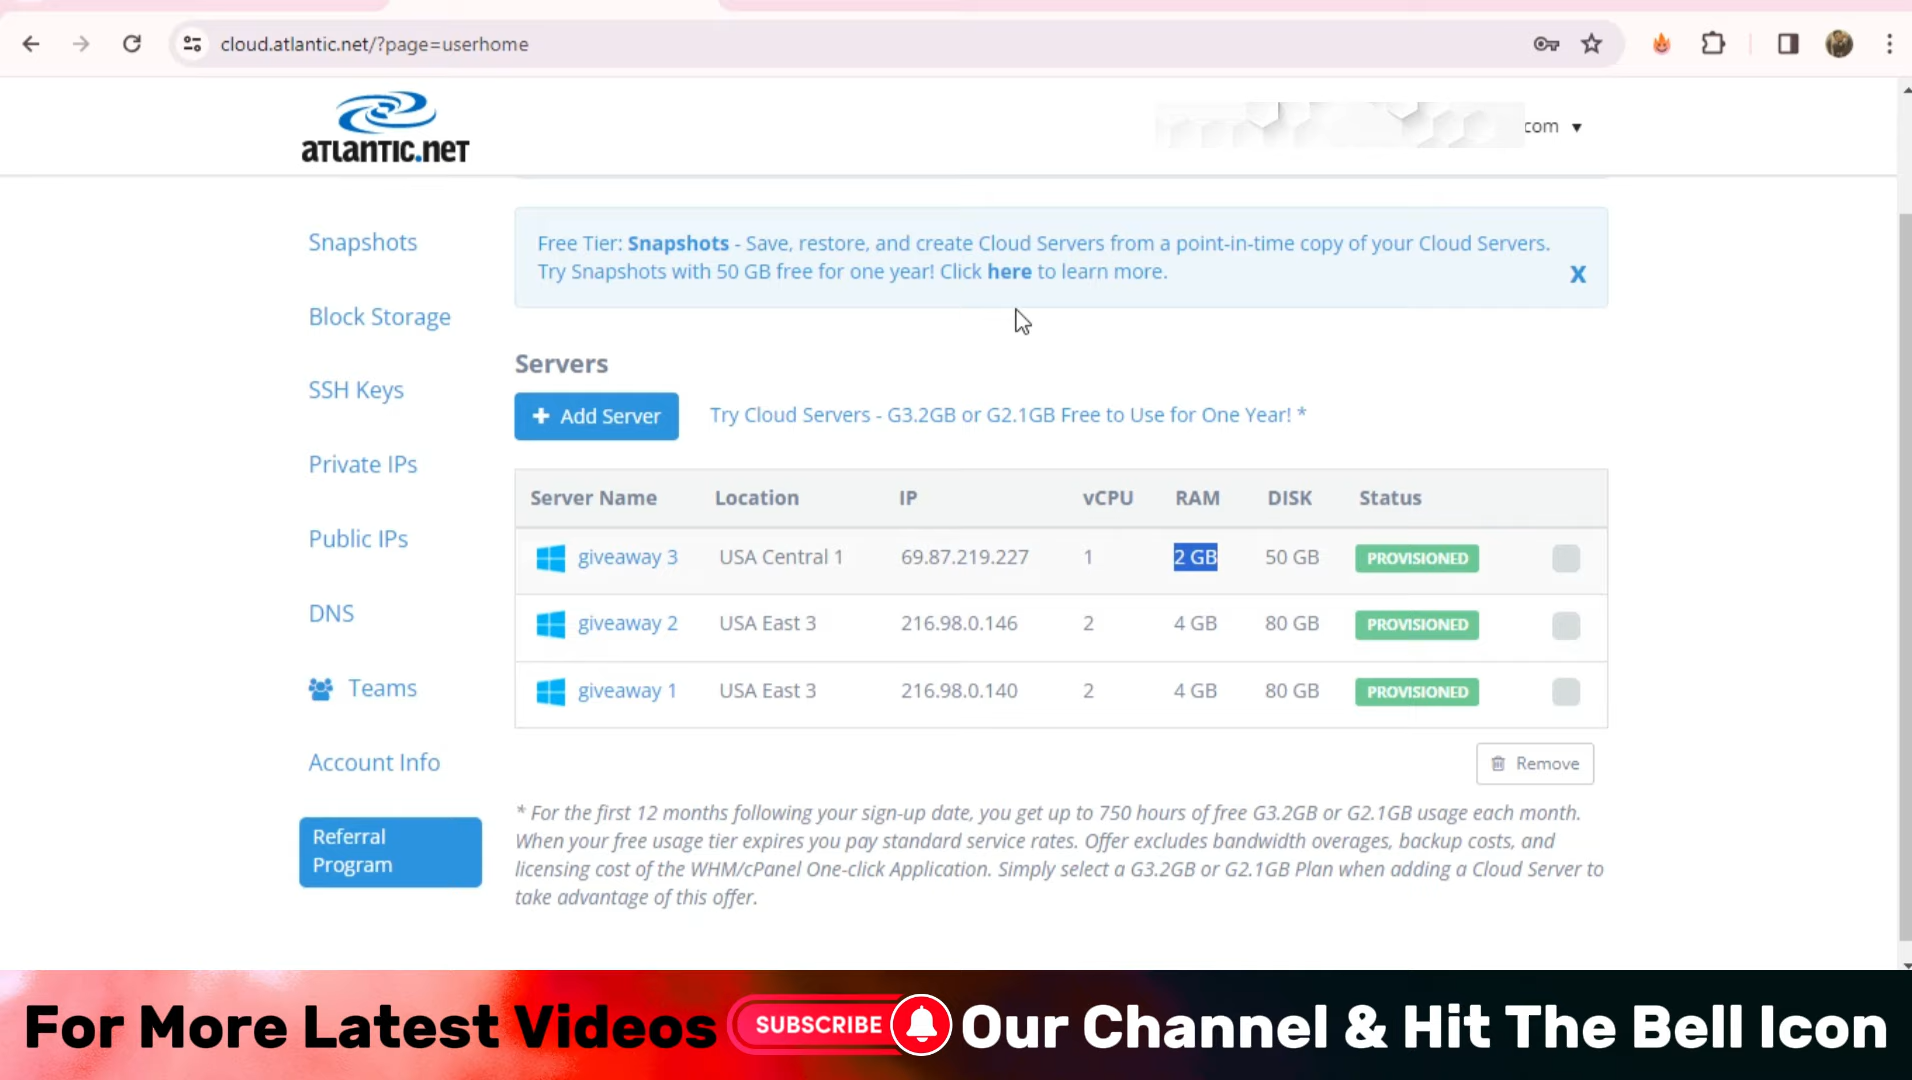 cloud.atlantic.net/?page=userhome
ATLANTIC.NET
com ▼
Snapshots
Block Storage
SSH Keys
Private IPs
Public IPs
DNS
Teams
Account Info
Referral
Program
Free Tier: Snapshots - Save, restore, and create Cloud Servers from a point-in-time copy of your Cloud Servers.
Try Snapshots with 50 GB free for one year! Click here to learn more.
X
Servers
+ Add Server
Try Cloud Servers - G3.2GB or G2.1GB Free to Use for One Year! *
Server Name Location IP vCPU RAM DISK Status
giveaway 3 USA Central 1 69.87.219.227 1 2 GB 50 GB PROVISIONED
giveaway 2 USA East 3 216.98.0.146 2 4 GB 80 GB PROVISIONED
giveaway 1 USA East 3 216.98.0.140 2 4 GB 80 GB PROVISIONED
Remove
* For the first 12 months following your sign-up date, you get up to 750 hours of free G3.2GB or G2.1GB usage each month.
When your free usage tier expires you pay standard service rates. Offer excludes bandwidth overages, backup costs, and
licensing cost of the WHM/cPanel One-click Application. Simply select a G3.2GB or G2.1GB Plan when adding a Cloud Server to
take advantage of this offer.
For More Latest Videos SUBSCRIBE Our Channel & Hit The Bell Icon